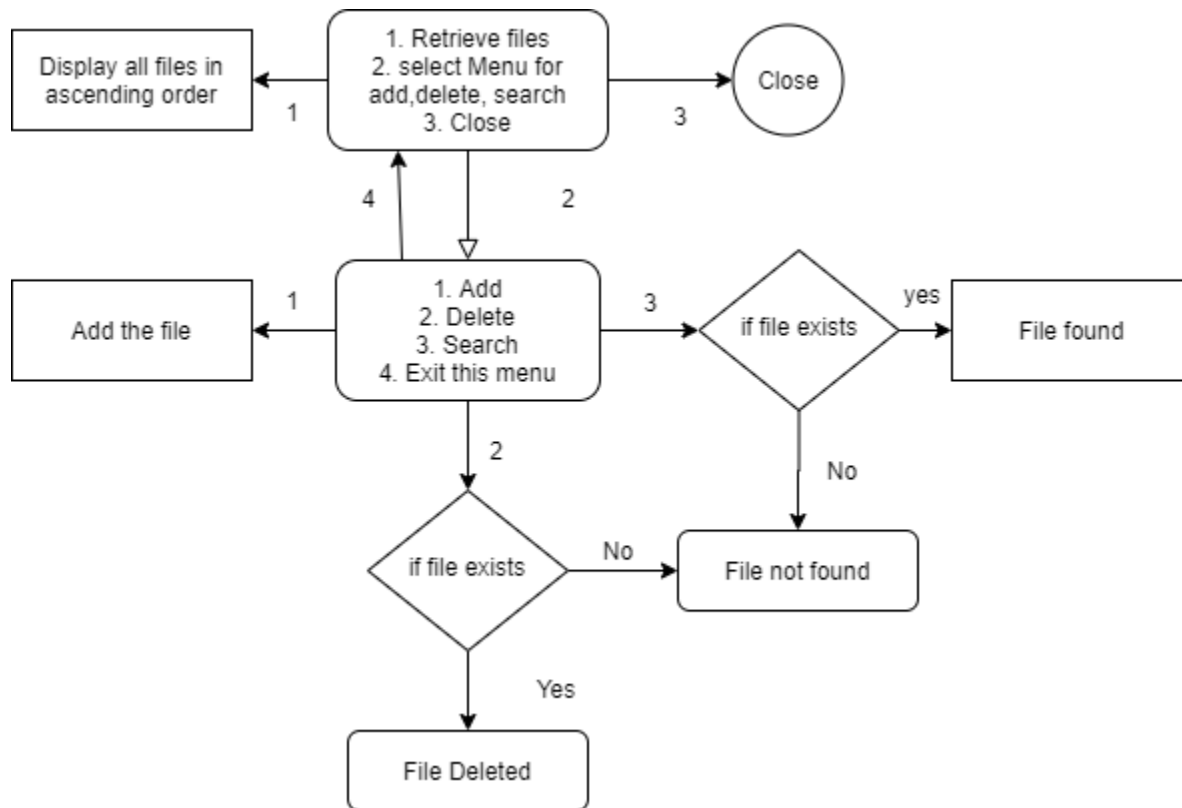 Display all files in
ascending order
1
1. Retrieve files
2. select Menu for
add,delete, search
3. Close
3
Close
4
2
Add the file
1
1. Add
2. Delete
3. Search
4. Exit this menu
3
if file exists
yes
File found
2
No
if file exists
No
File not found
Yes
File Deleted